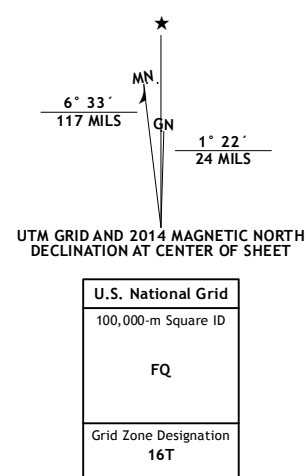 ★
MN
6° 33´
117 MILS
GN
1° 22´
24 MILS
UTM GRID AND 2014 MAGNETIC NORTH
DECLINATION AT CENTER OF SHEET
U.S. National Grid
100,000-m Square ID
FQ
Grid Zone Designation
16T